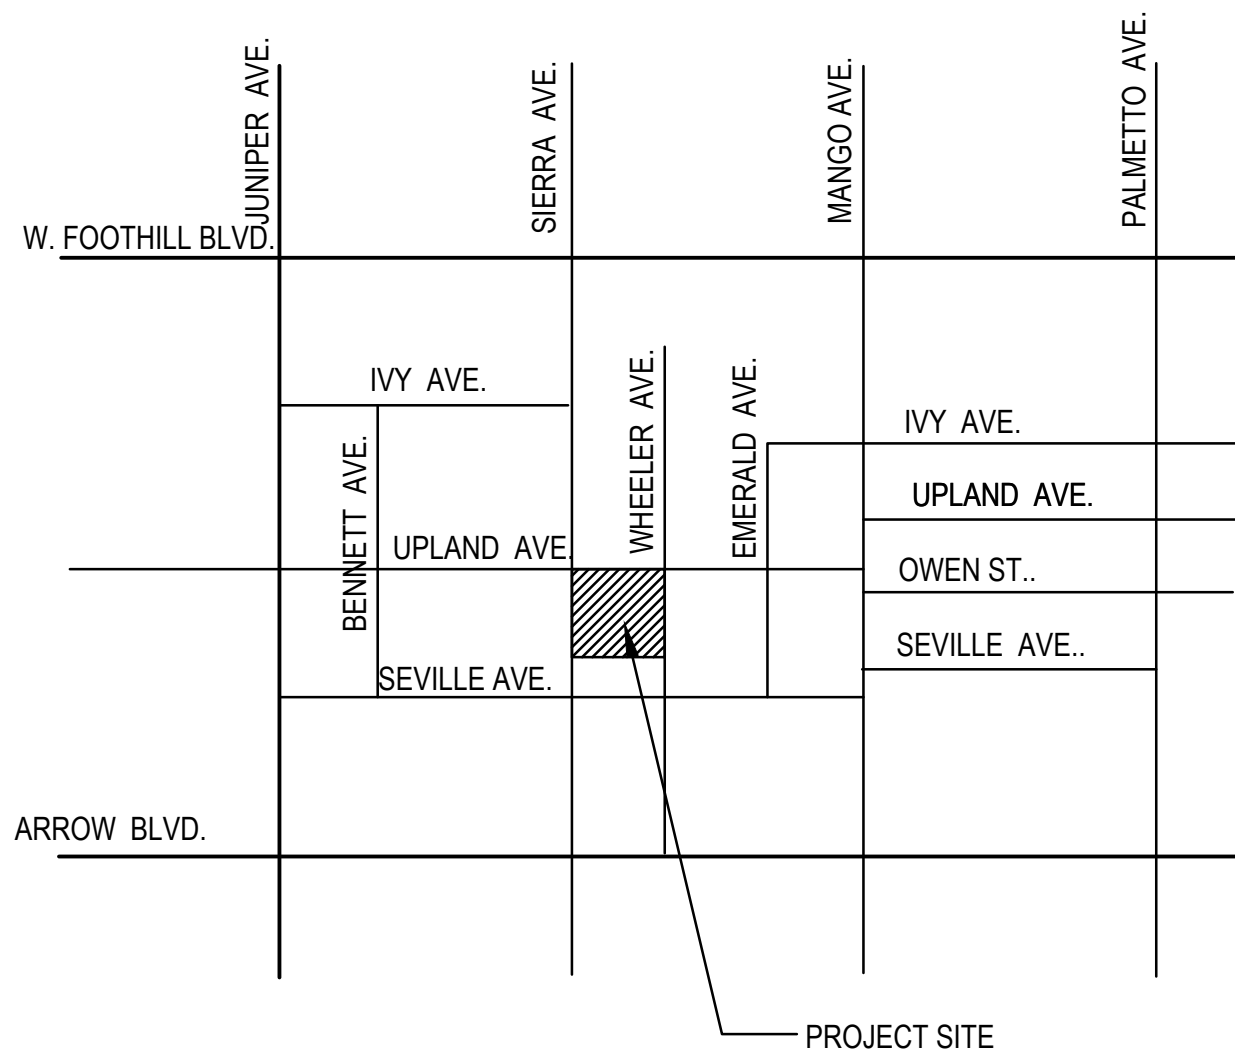 JUNIPER AVE.
SIERRA AVE.
MANGO AVE.
PALMETTO AVE.
W. FOOTHILL BLVD.
IVY AVE.
WHEELER AVE.
EMERALD AVE.
IVY AVE.
BENNETT AVE.
UPLAND AVE.
UPLAND AVE.
OWEN ST..
SEVILLE AVE.
SEVILLE AVE..
ARROW BLVD.
PROJECT SITE